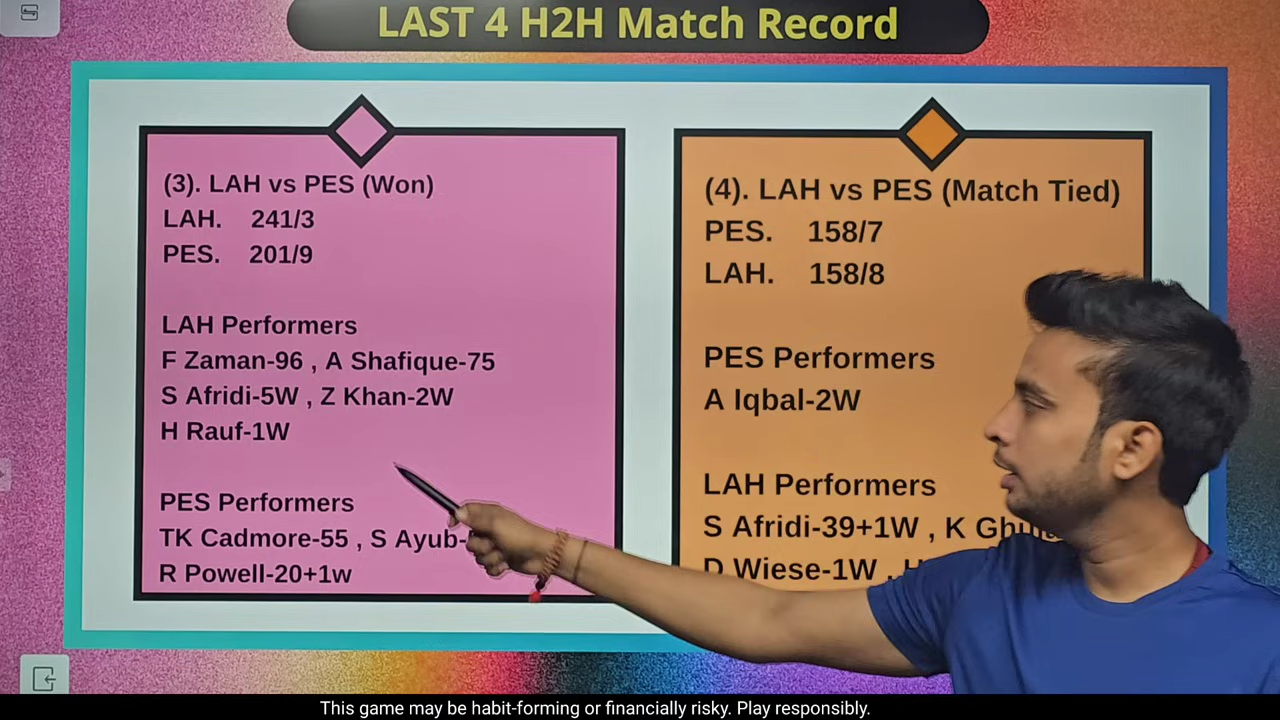 LAST 4 H2H Match Record
(3). LAH vs PES (Won)
LAH. 241/3
PES. 201/9
LAH Performers
F Zaman-96 , A Shafique-75
S Afridi-5W , Z Khan-2W
H Rauf-1W
PES Performers
TK Cadmore-55 , S Ayub-
R Powell-20+1w
(4). LAH vs PES (Match Tied)
PES. 158/7
LAH. 158/8
PES Performers
A Iqbal-2W
LAH Performers
S Afridi-39+1W , K
D Wiese-1W ,
This game may be habit-forming or financially risky. Play responsibly.